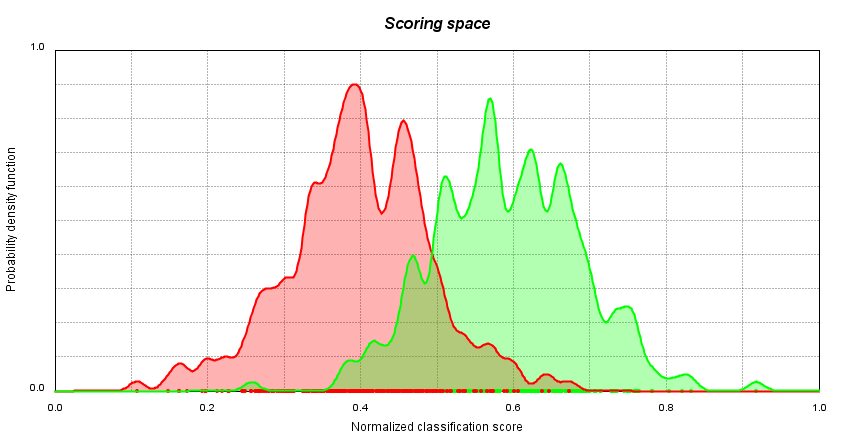 Scoring space
1.0
Probability density function
0.0
0.0 0.2 0.4 0.6 0.8 1.0
Normalized classification score